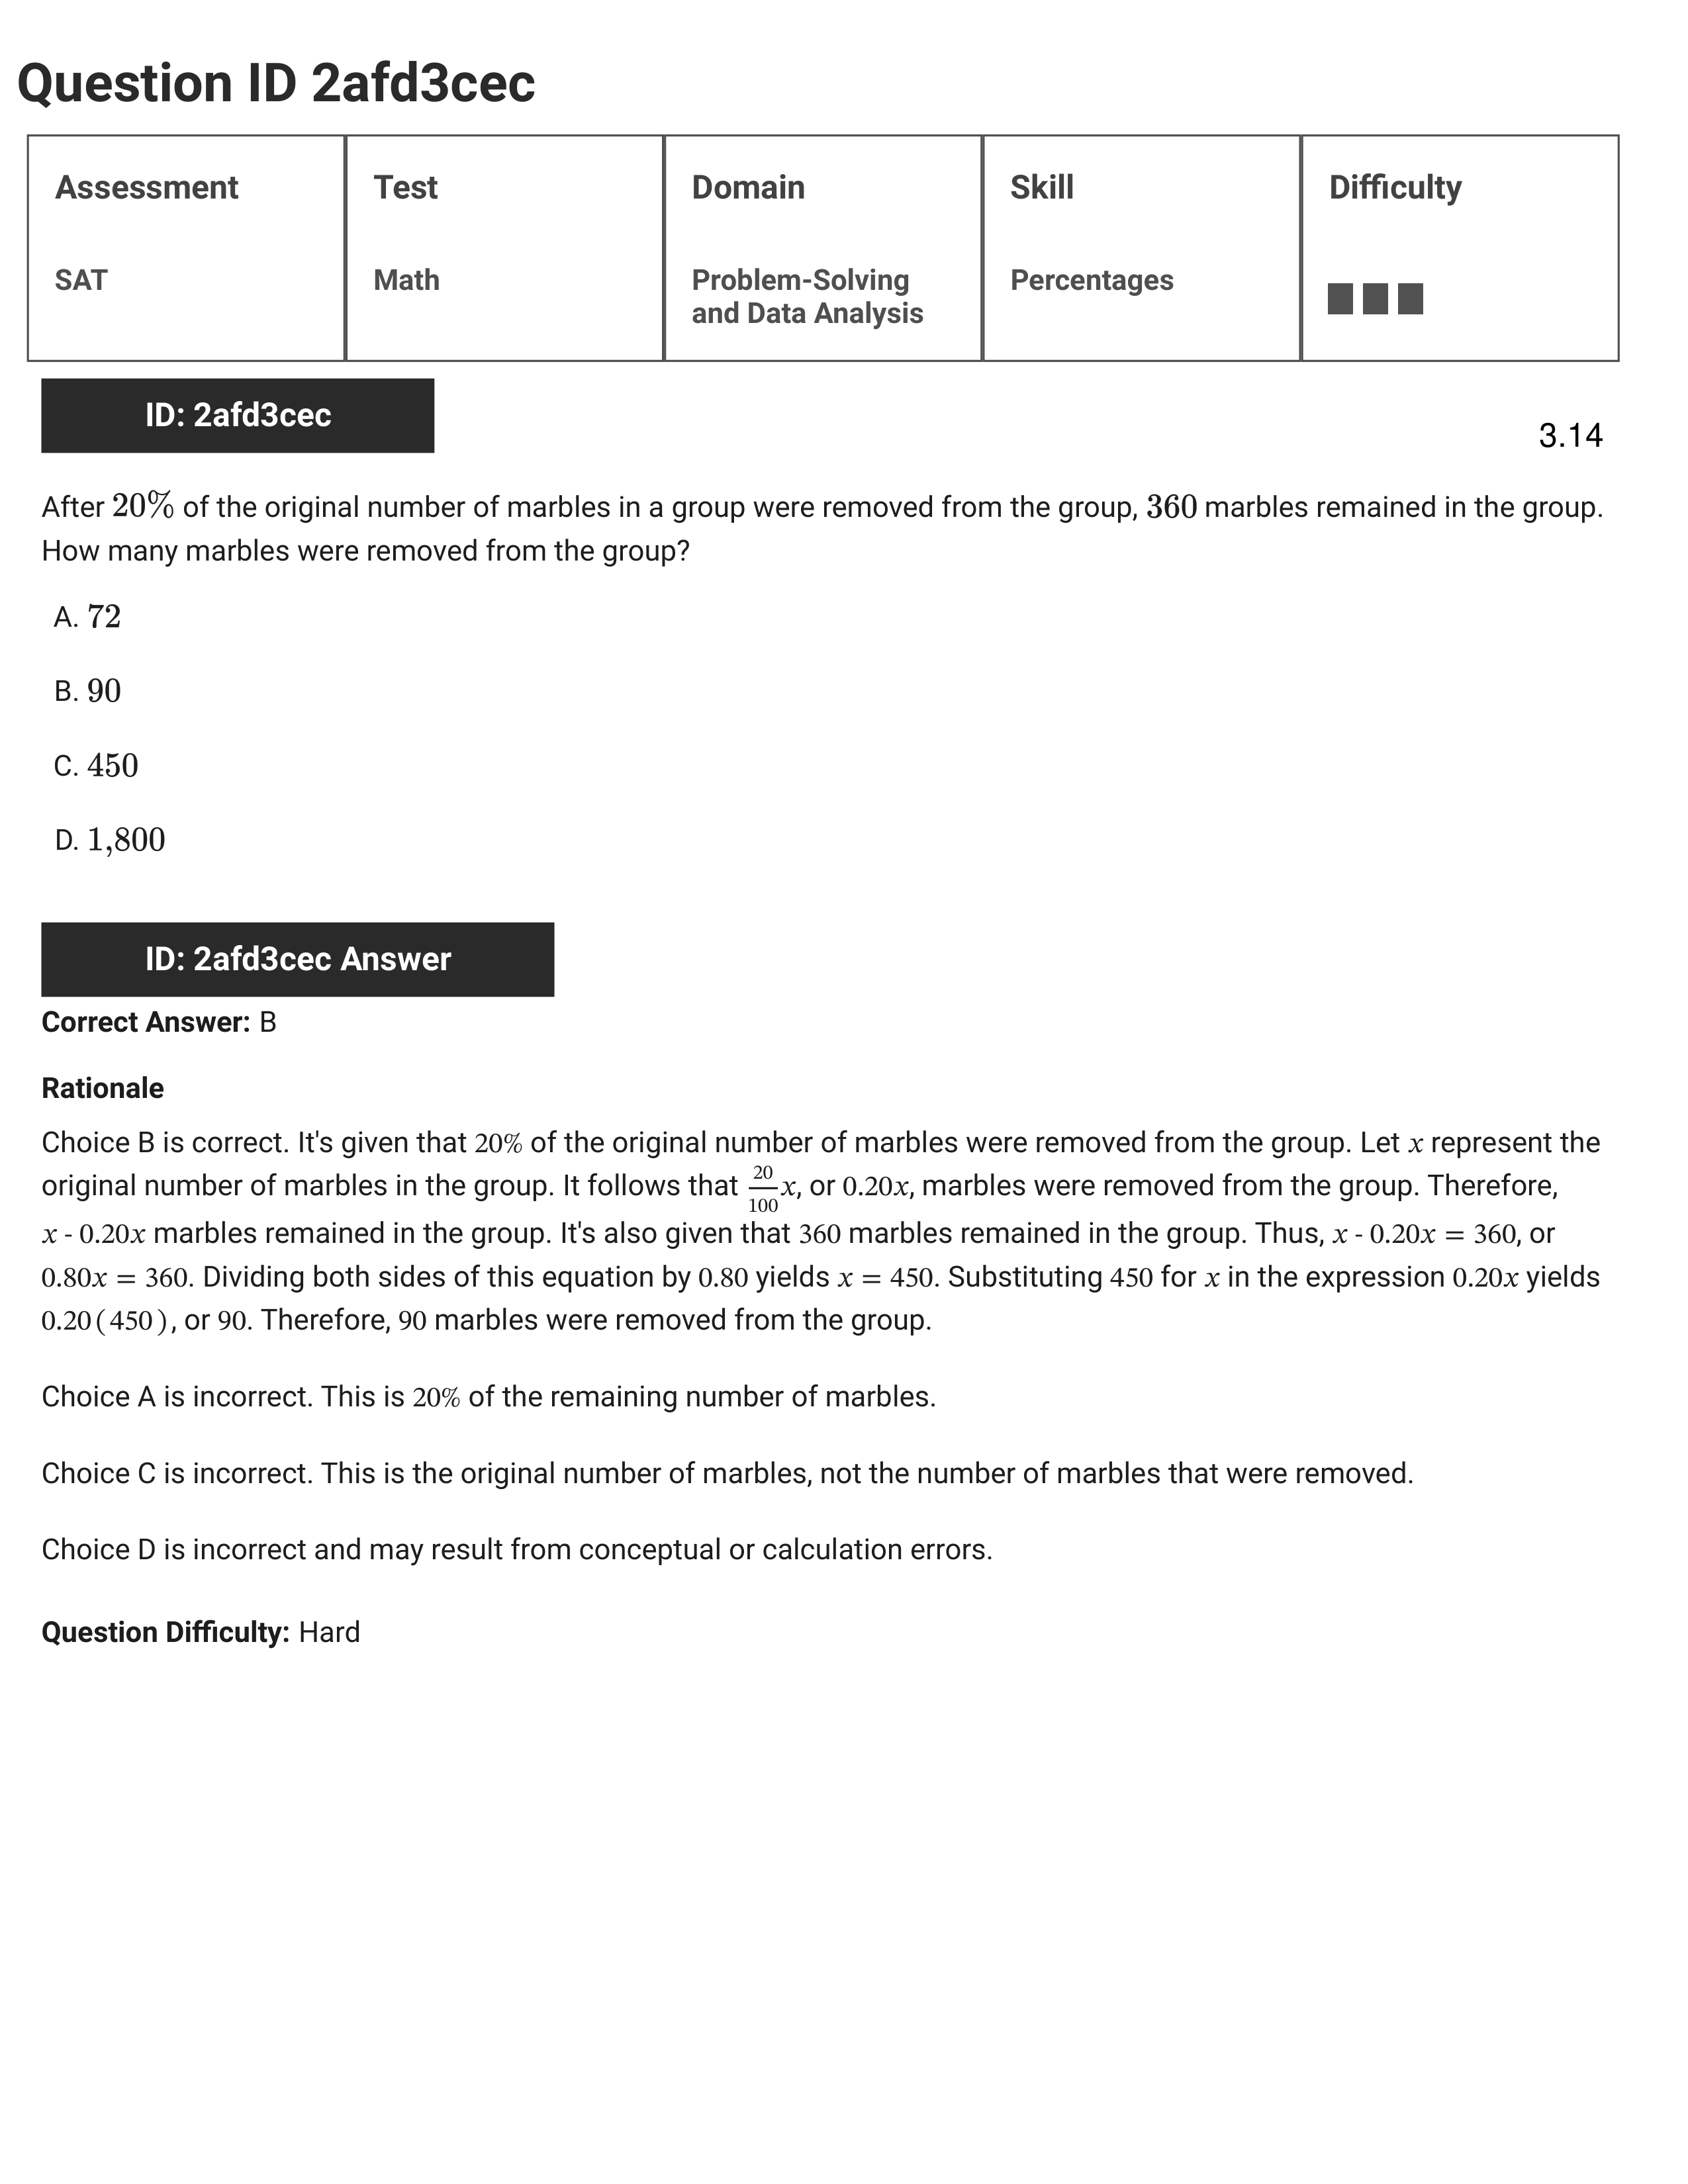 Question ID 2afd3cec
Assessment
Test
Domain
Skill
Difficulty
SAT
Math
Problem-Solving
and Data Analysis
Percentages
ID: 2afd3cec
3.14
After 20% of the original number of marbles in a group were removed from the group, 360 marbles remained in the group.
How many marbles were removed from the group?
A. 72
B. 90
C. 450
D. 1,800
ID: 2afd3cec Answer
Correct Answer: B
Rationale
Choice B is correct. It's given that 20% of the original number of marbles were removed from the group. Let x represent the
original number of marbles in the group. It follows that 20/100 x, or 0.20x, marbles were removed from the group. Therefore,
x - 0.20x marbles remained in the group. It's also given that 360 marbles remained in the group. Thus, x - 0.20x = 360, or
0.80x = 360. Dividing both sides of this equation by 0.80 yields x = 450. Substituting 450 for x in the expression 0.20x yields
0.20(450), or 90. Therefore, 90 marbles were removed from the group.
Choice A is incorrect. This is 20% of the remaining number of marbles.
Choice C is incorrect. This is the original number of marbles, not the number of marbles that were removed.
Choice D is incorrect and may result from conceptual or calculation errors.
Question Difficulty: Hard